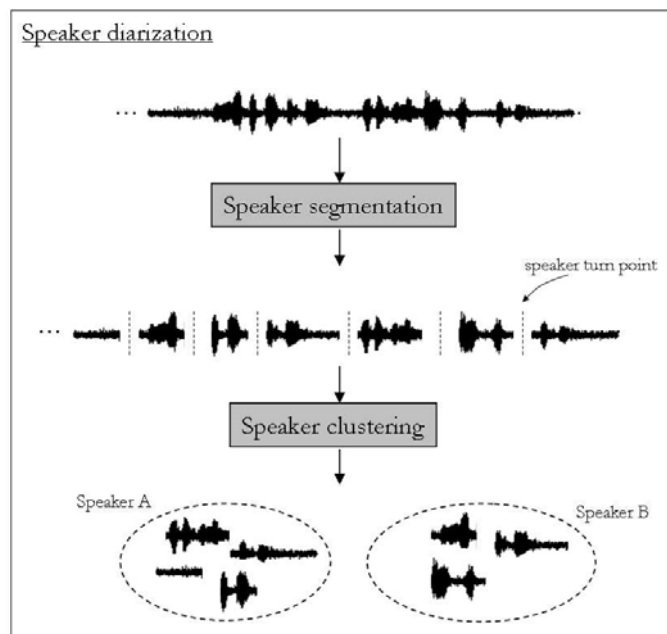 Speaker diarization
Speaker segmentation
speaker turn point
Speaker clustering
Speaker A
Speaker B